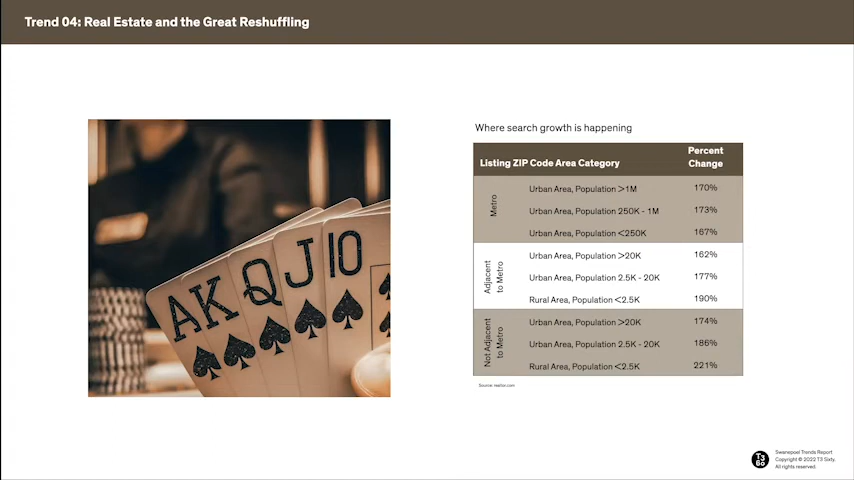 Trend 04: Real Estate and the Great Reshuffling
A K Q J 10
Where search growth is happening
Listing ZIP Code Area Category Percent Change
Metro
Urban Area, Population >1M 170%
Urban Area, Population 250K - 1M 173%
Urban Area, Population <250K 167%
Adjacent to Metro
Urban Area, Population >20K 162%
Urban Area, Population 2.5K - 20K 177%
Rural Area, Population <2.5K 190%
Not Adjacent to Metro
Urban Area, Population >20K 174%
Urban Area, Population 2.5K - 20K 186%
Rural Area, Population <2.5K 221%
Source: realtor.com
T3
60
Swanepoel Trends Report
Copyright © 2022 T3 Sixty.
All rights reserved.